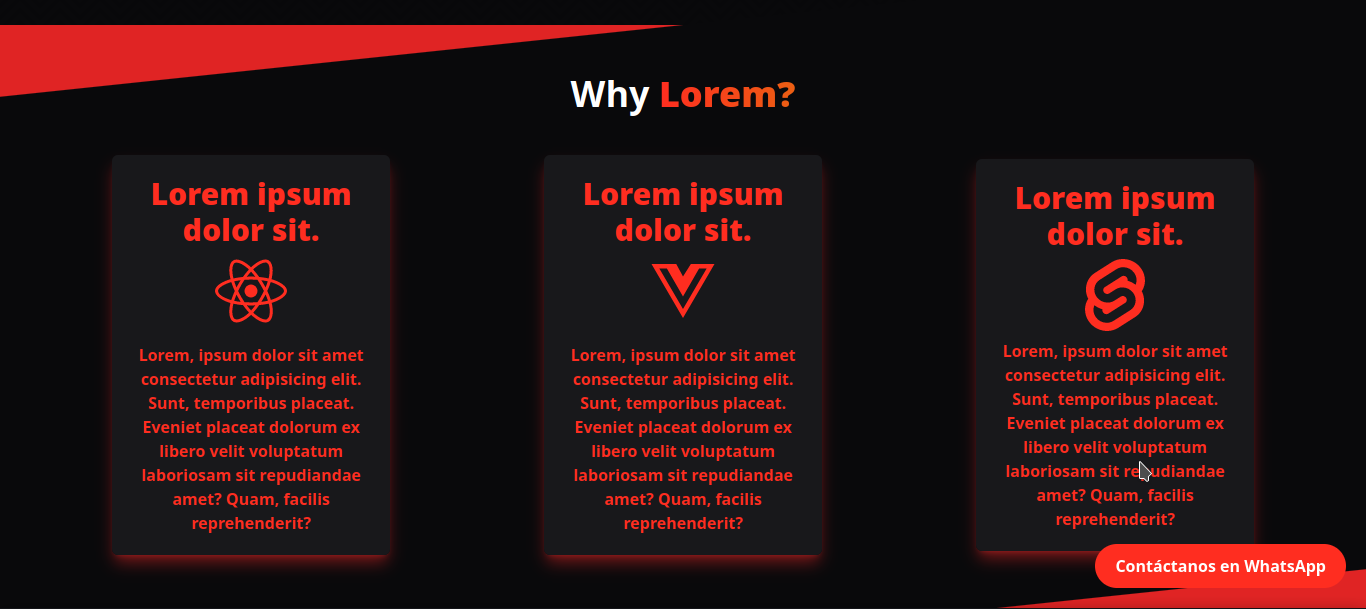 Why Lorem?
Lorem ipsum
dolor sit.
Lorem, ipsum dolor sit amet
consectetur adipisicing elit.
Sunt, temporibus placeat.
Eveniet placeat dolorum ex
libero velit voluptatum
laboriosam sit repudiandae
amet? Quam, facilis
reprehenderit?
Lorem ipsum
dolor sit.
Lorem, ipsum dolor sit amet
consectetur adipisicing elit.
Sunt, temporibus placeat.
Eveniet placeat dolorum ex
libero velit voluptatum
laboriosam sit repudiandae
amet? Quam, facilis
reprehenderit?
Lorem ipsum
dolor sit.
Lorem, ipsum dolor sit amet
consectetur adipisicing elit.
Sunt, temporibus placeat.
Eveniet placeat dolorum ex
libero velit voluptatum
laboriosam sit repudiandae
amet? Quam, facilis
reprehenderit?
Contáctanos en WhatsApp